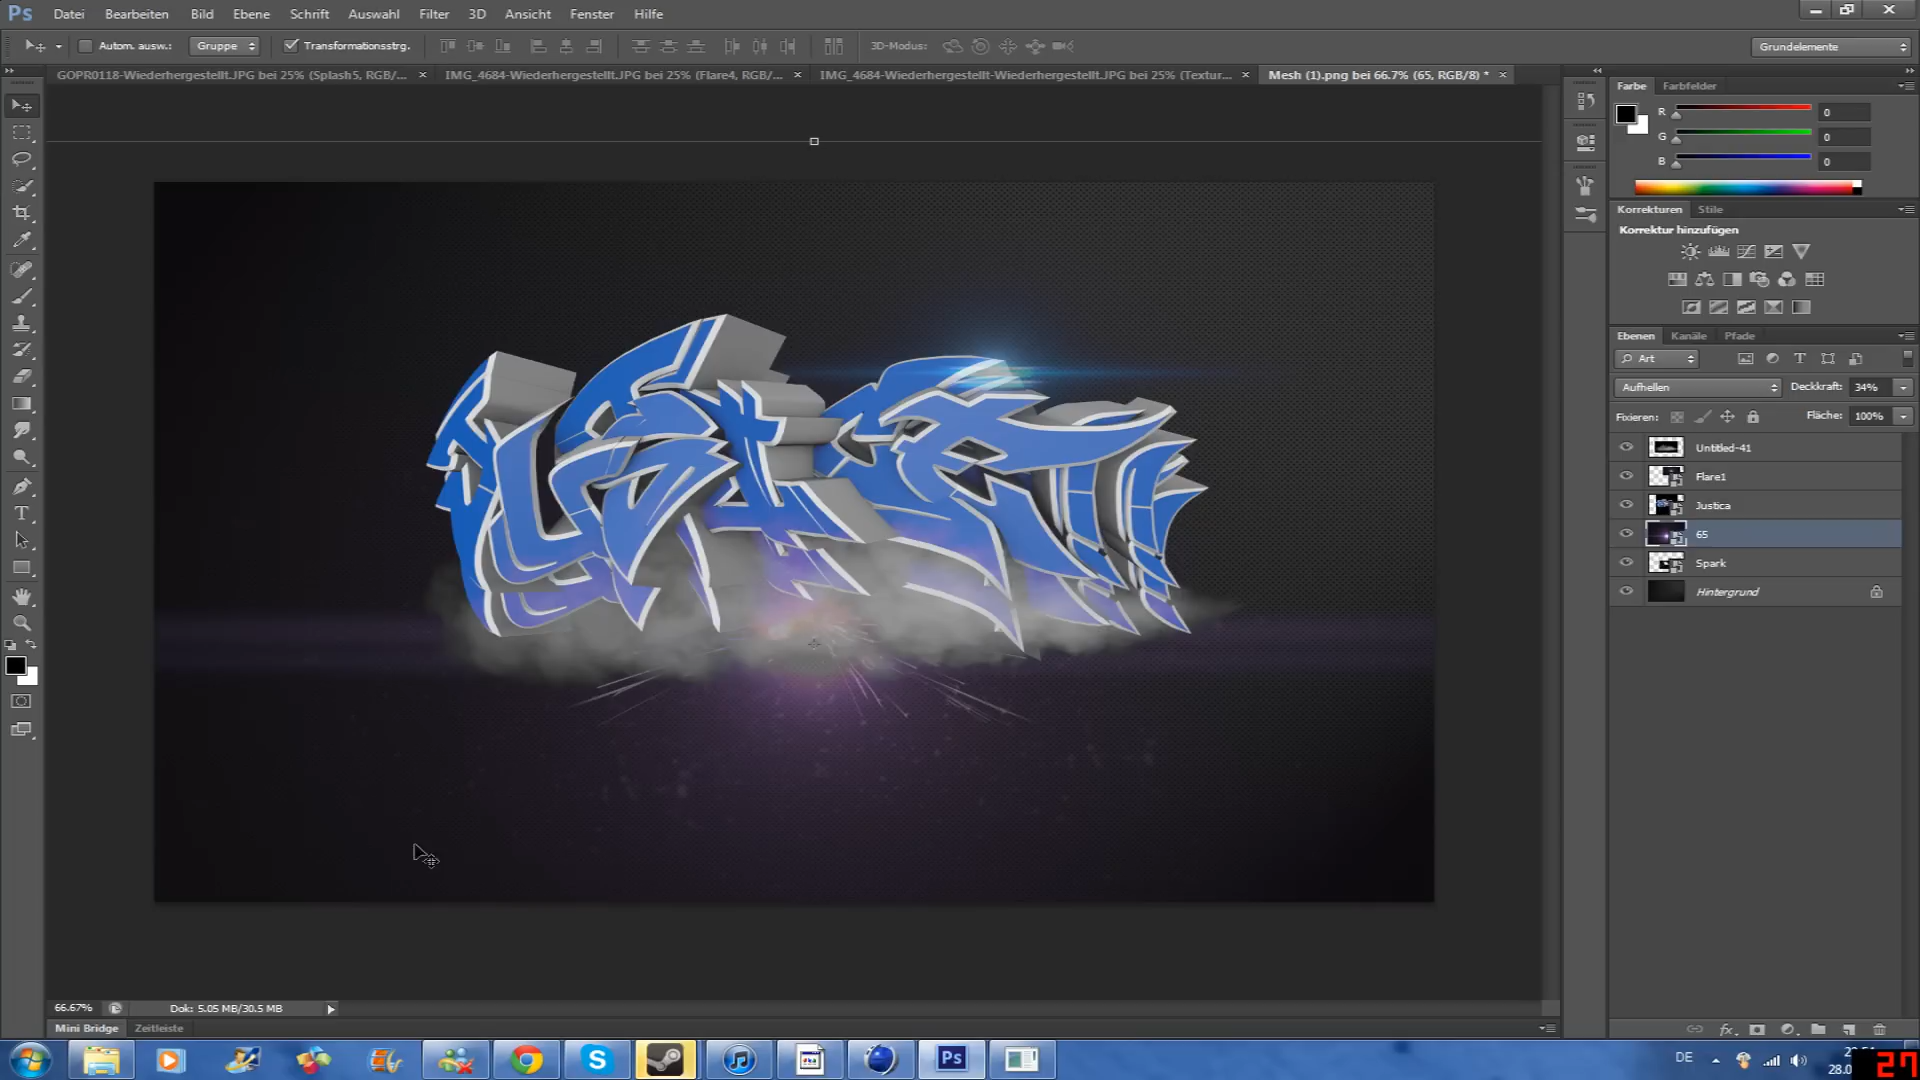 Ps Datei Bearbeiten Bild Ebene Schrift Auswahl Filter 3D Ansicht Fenster Hilfe
Autom. ausw.: Gruppe Transformationsstrg. 3D-Modus: Grundelemente
GOPR0118-Wiederhergestellt.JPG bei 25% (Splash5, RGB/... IMG_4684-Wiederhergestellt.JPG bei 25% (Flare4, RGB/... IMG_4684-Wiederhergestellt-Wiederhergestellt.JPG bei 25% (Textur... Mesh (1).png bei 66.7% (65, RGB/8) *
Farbe Farbfelder
R 0
G 0
B 0
Korrekturen Stile
Korrektur hinzufügen
Ebenen Kanäle Pfade
Art
Aufhellen Deckkraft: 34%
Fixieren: Fläche: 100%
Untitled-41
Flare1
Justica
65
Spark
Hintergrund
66.67% Dok: 5.05 MB/30.5 MB
Mini Bridge Zeitleiste
Ps DE
27